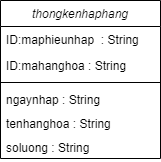 thongkenhaphang
ID:maphieunhap : String
ID:mahanghoa : String
ngaynhap : String
tenhanghoa : String
soluong : String